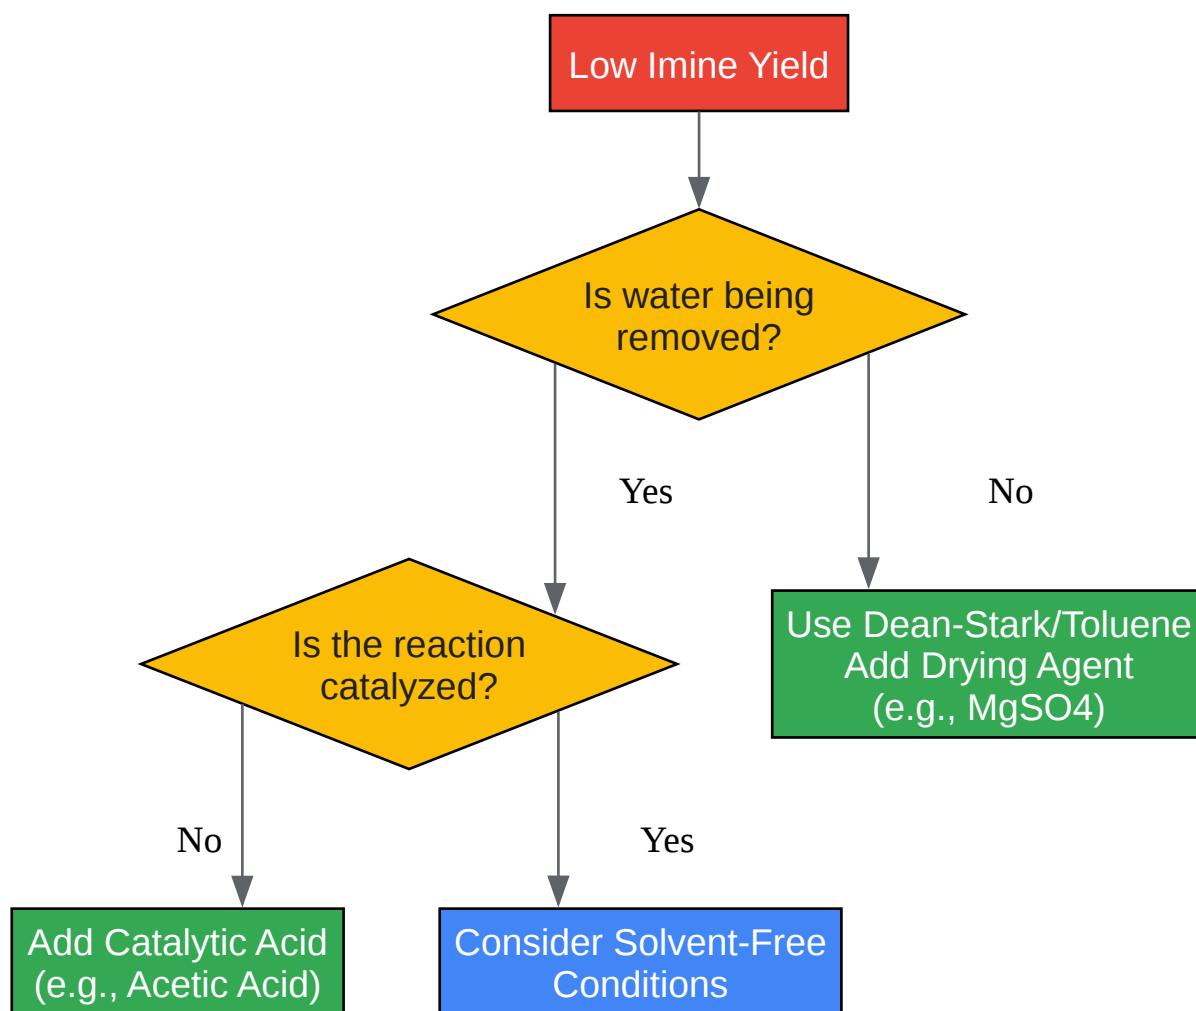 Low Imine Yield
Is water being
removed?
Yes
No
Is the reaction
catalyzed?
Use Dean-Stark/Toluene
Add Drying Agent
(e.g., MgSO4)
No
Yes
Add Catalytic Acid
(e.g., Acetic Acid)
Consider Solvent-Free
Conditions